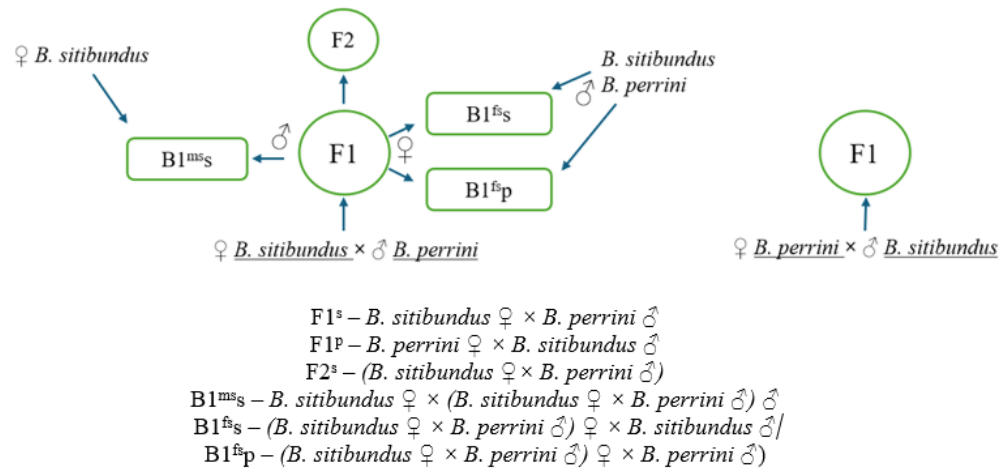 F2
♀ B. sitibundus
B. sitibundus
♂ B. perrini
B1ᶠˢs
♂
F1
♀
B1ᵐˢs
B1ᶠˢp
F1
♀ B. sitibundus × ♂ B. perrini
♀ B. perrini × ♂ B. sitibundus
F1ˢ – B. sitibundus ♀ × B. perrini ♂
F1ᵖ – B. perrini ♀ × B. sitibundus ♂
F2ˢ – (B. sitibundus ♀ × B. perrini ♂)
B1ᵐˢs – B. sitibundus ♀ × (B. sitibundus ♀ × B. perrini ♂) ♂
B1ᶠˢs – (B. sitibundus ♀ × B. perrini ♂) ♀ × B. sitibundus ♂/
B1ᶠˢp – (B. sitibundus ♀ × B. perrini ♂) ♀ × B. perrini ♂)